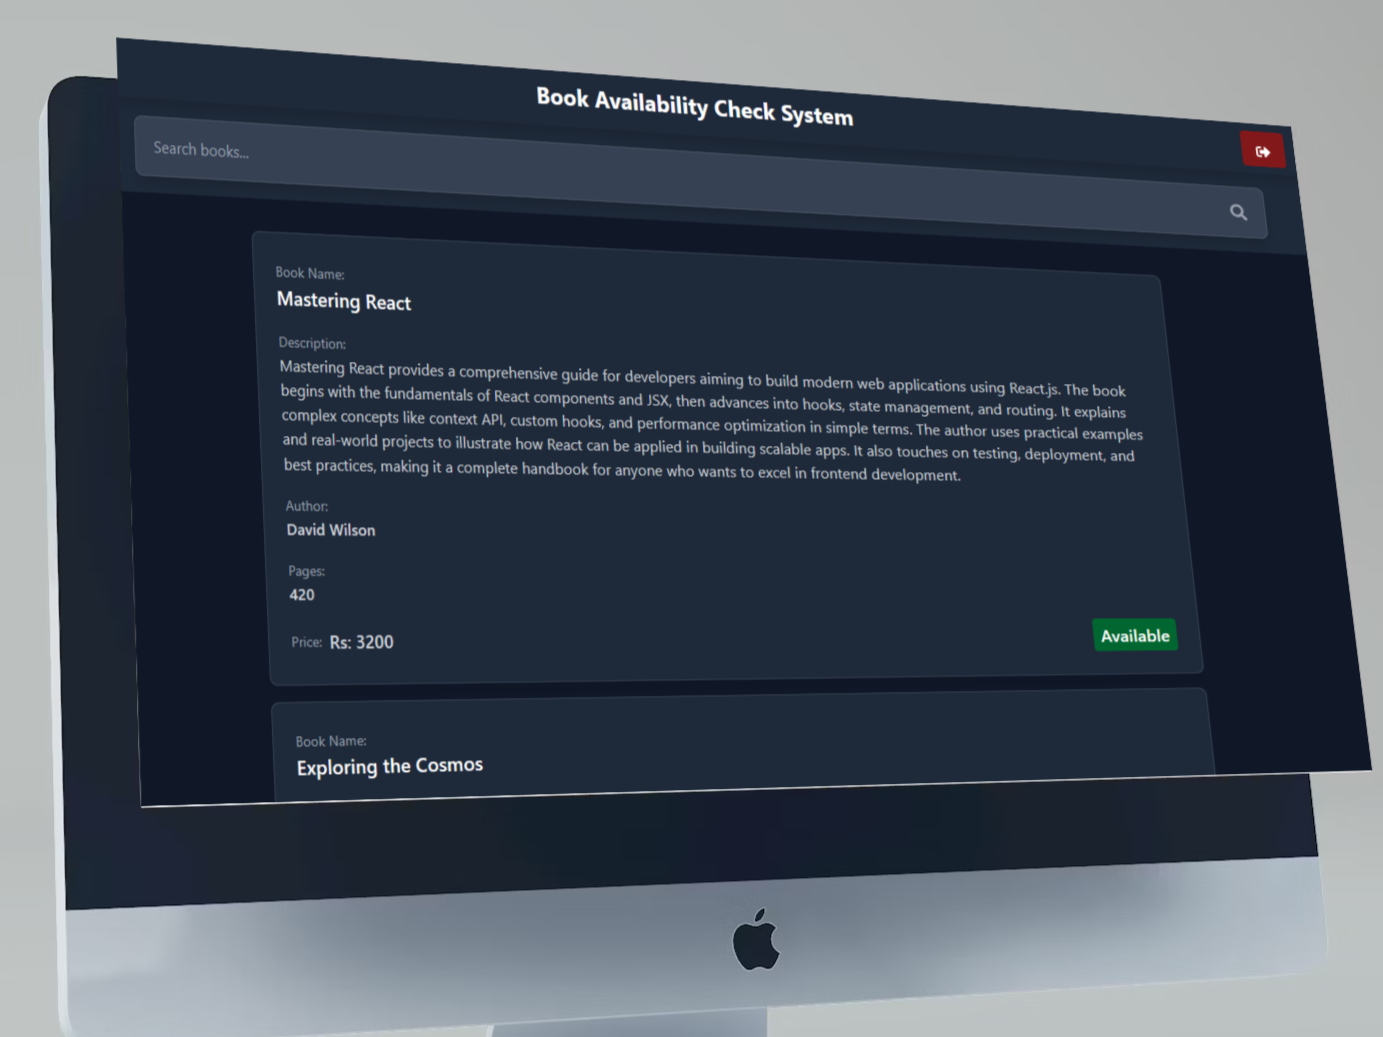 Book Availability Check System
Search books...
Book Name:
Mastering React
Description:
Mastering React provides a comprehensive guide for developers aiming to build modern web applications using React.js. The book
begins with the fundamentals of React components and JSX, then advances into hooks, state management, and routing. It explains
complex concepts like context API, custom hooks, and performance optimization in simple terms. The author uses practical examples
and real-world projects to illustrate how React can be applied in building scalable apps. It also touches on testing, deployment, and
best practices, making it a complete handbook for anyone who wants to excel in frontend development.
Author:
David Wilson
Pages:
420
Price: Rs: 3200
Available
Book Name:
Exploring the Cosmos